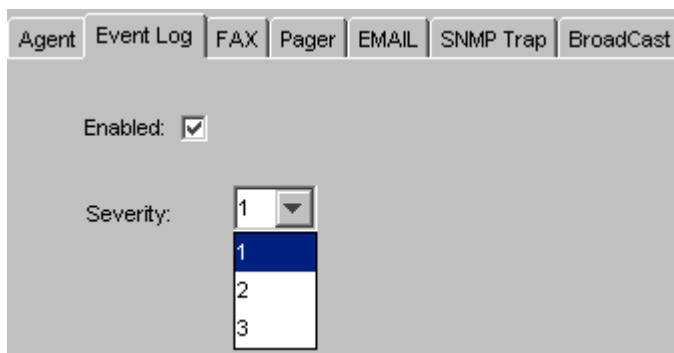 Agent Event Log FAX Pager EMAIL SNMP Trap BroadCast
Enabled:
Severity: 1
1
2
3